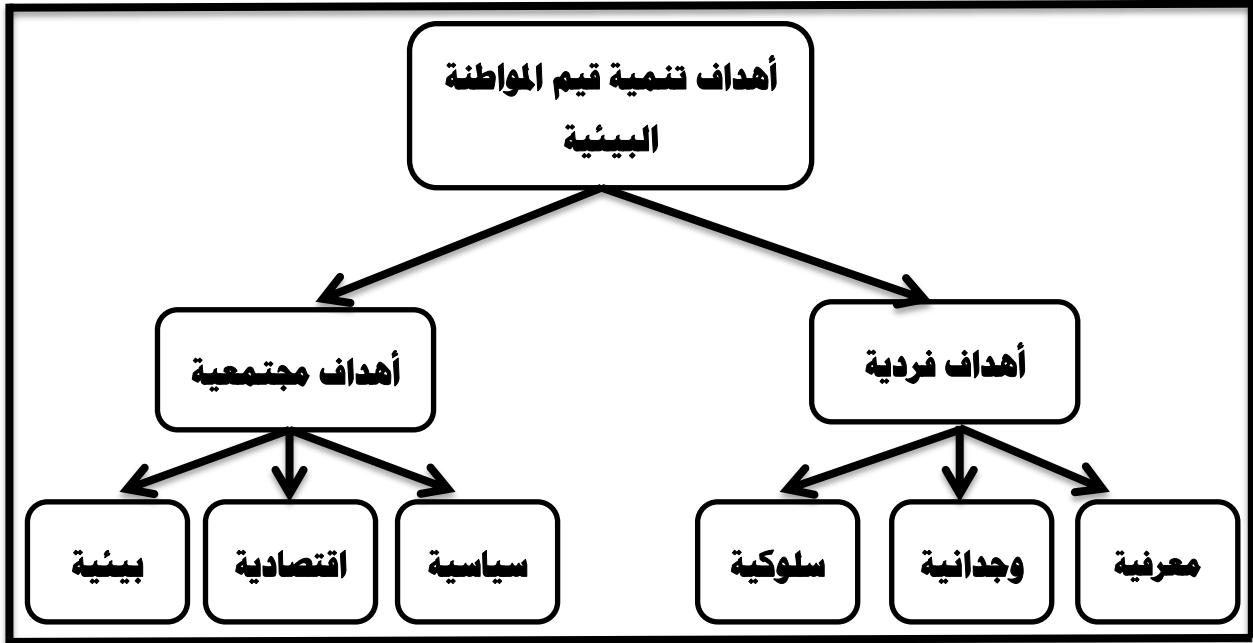 أهداف تنمية قيم المواطنة
البيئية
أهداف فردية
أهداف مجتمعية
معرفية
وجدانية
سلوكية
سياسية
اقتصادية
بيئية